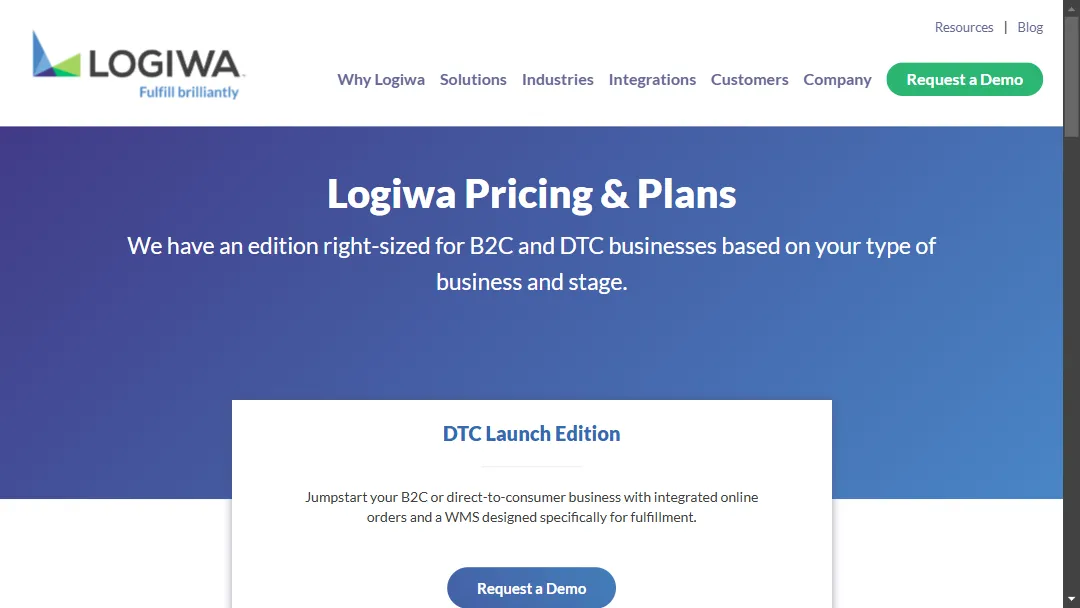 Resources | Blog
LOGIWA
Fulfill brilliantly
Why Logiwa Solutions Industries Integrations Customers Company Request a Demo
Logiwa Pricing & Plans
We have an edition right-sized for B2C and DTC businesses based on your type of
business and stage.
DTC Launch Edition
Jumpstart your B2C or direct-to-consumer business with integrated online
orders and a WMS designed specifically for fulfillment.
Request a Demo